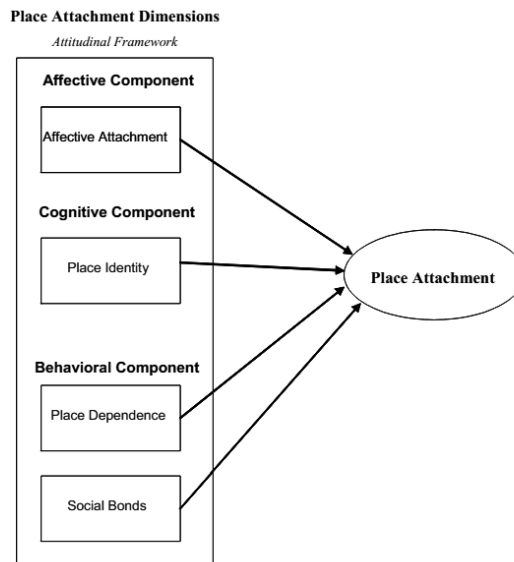 Place Attachment Dimensions
Attitudinal Framework
Affective Component
Affective Attachment
Cognitive Component
Place Identity
Place Attachment
Behavioral Component
Place Dependence
Social Bonds